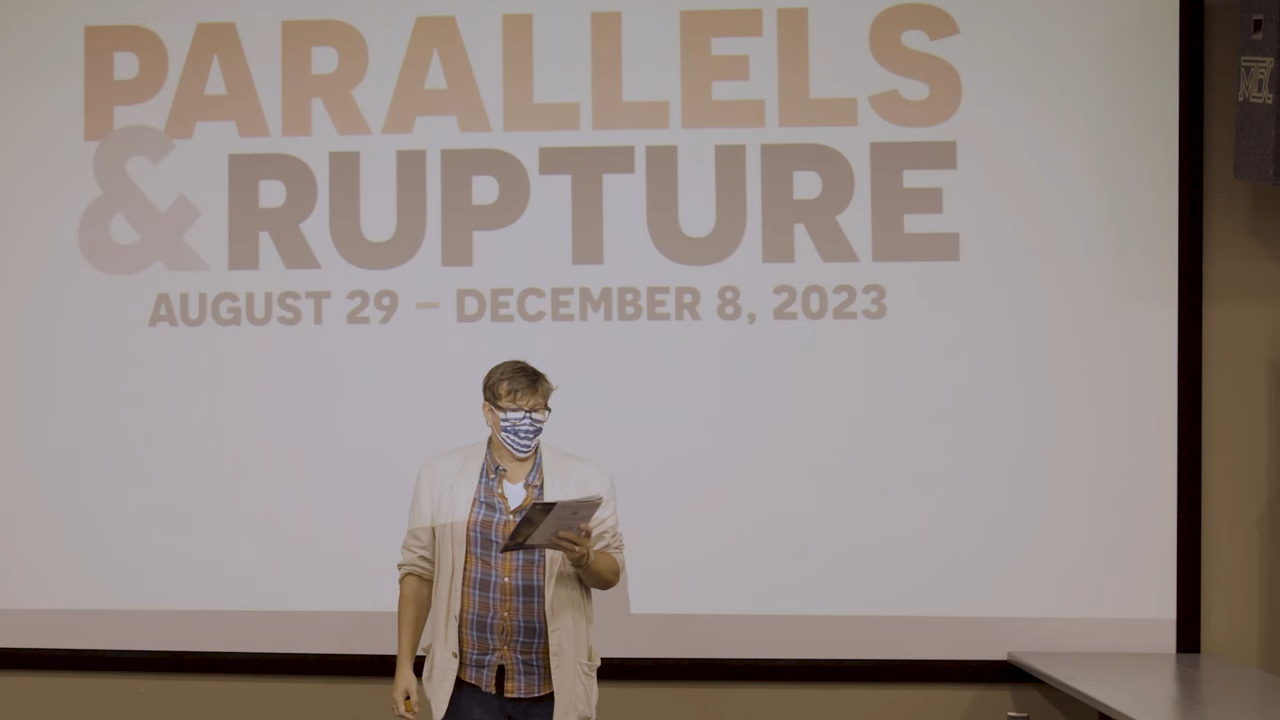 PARALLELS
& RUPTURE
AUGUST 29 – DECEMBER 8, 2023